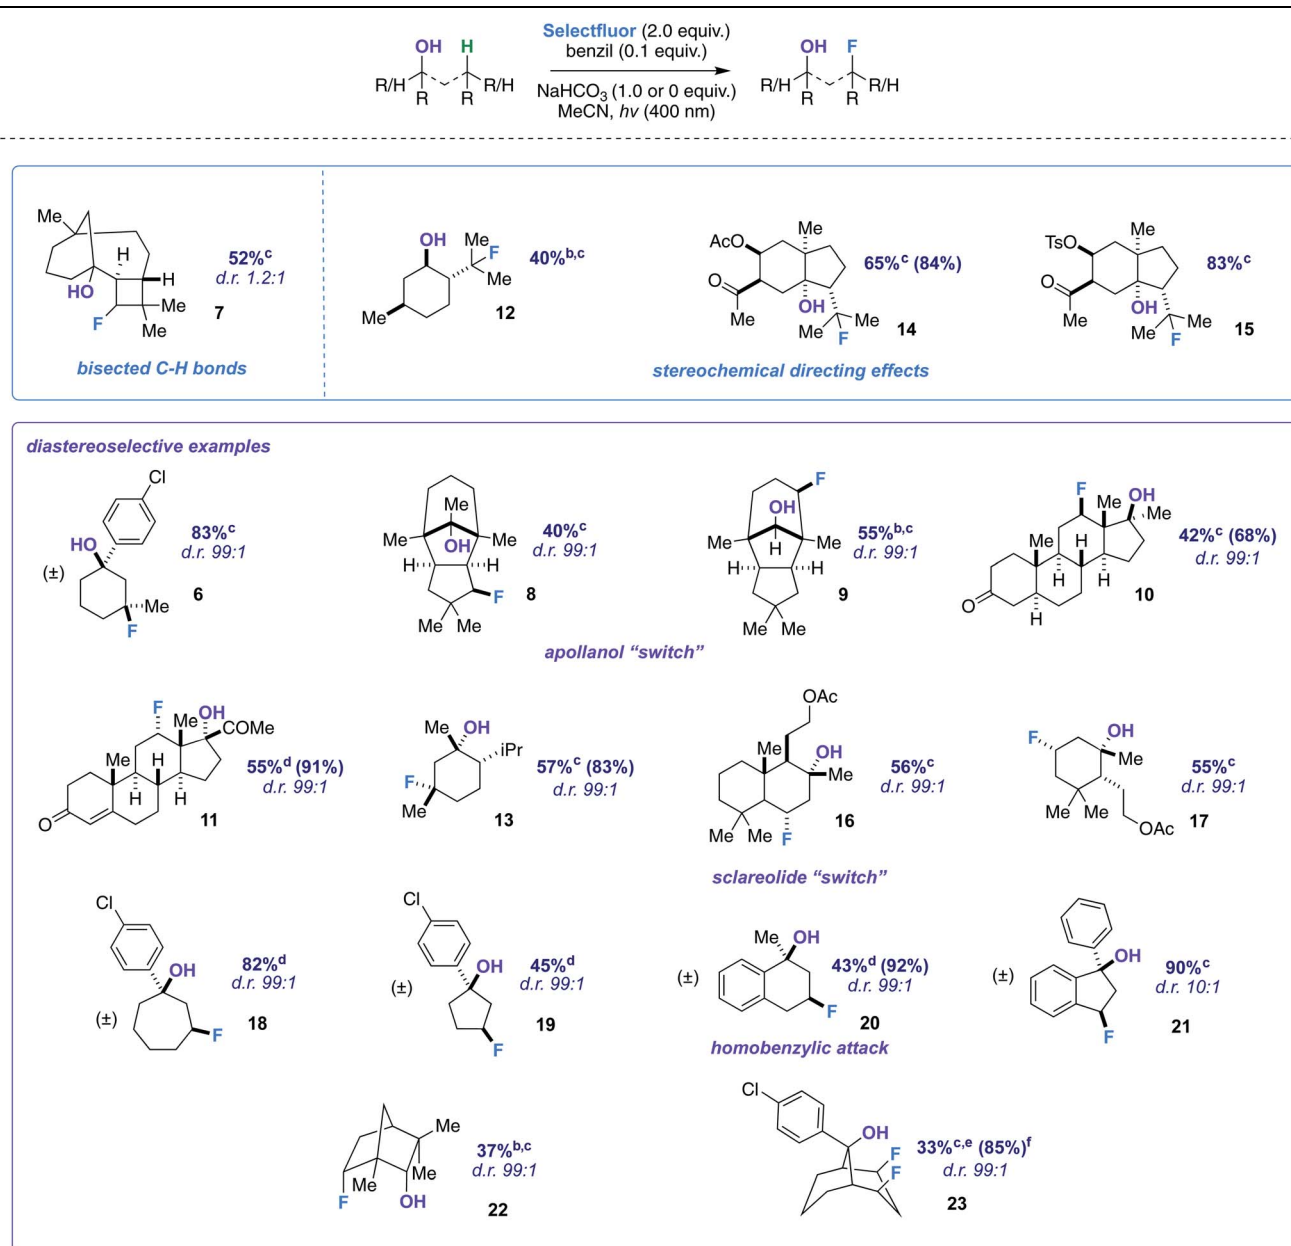 OH H
R/H R R R/H
Selectfluor (2.0 equiv.)
benzil (0.1 equiv.)
NaHCO₃ (1.0 or 0 equiv.)
MeCN, hv (400 nm)
OH F
R/H R R R/H
Me
H
H
HO
F
Me
Me
52%ᶜ
d.r. 1.2:1
7
bisected C-H bonds
OH
Me
F
Me
Me
40%ᵇ,ᶜ
12
AcO
Me
O
Me
OH
Me
Me
F
65%ᶜ (84%)
14
TsO
Me
O
Me
OH
Me
Me
F
83%ᶜ
15
stereochemical directing effects
diastereoselective examples
Cl
HO
(±)
Me
F
83%ᶜ
d.r. 99:1
6
Me
Me
OH
Me
H
H
F
Me
Me
40%ᶜ
d.r. 99:1
8
F
OH
Me
H
Me
H
H
Me
Me
55%ᵇ,ᶜ
d.r. 99:1
9
apollanol “switch”
F
Me
OH
Me
Me
H
H
H
O
H
42%ᶜ (68%)
d.r. 99:1
10
F
Me
OH
COMe
Me
H
H
H
O
55%ᵈ (91%)
d.r. 99:1
11
Me
OH
iPr
F
Me
57%ᶜ (83%)
d.r. 99:1
13
OAc
Me
OH
Me
Me
Me
F
56%ᶜ
d.r. 99:1
16
sclareolide “switch”
F
OH
Me
Me
Me
OAc
55%ᶜ
d.r. 99:1
17
Cl
OH
(±)
F
82%ᵈ
d.r. 99:1
18
Cl
OH
(±)
F
45%ᵈ
d.r. 99:1
19
Me
OH
(±)
F
43%ᵈ (92%)
d.r. 99:1
20
homobenzylic attack
OH
(±)
F
90%ᶜ
d.r. 10:1
21
Me
Me
Me
F
OH
37%ᵇ,ᶜ
d.r. 99:1
22
Cl
OH
F
F
33%ᶜ,ᵉ (85%)ᶠ
d.r. 99:1
23